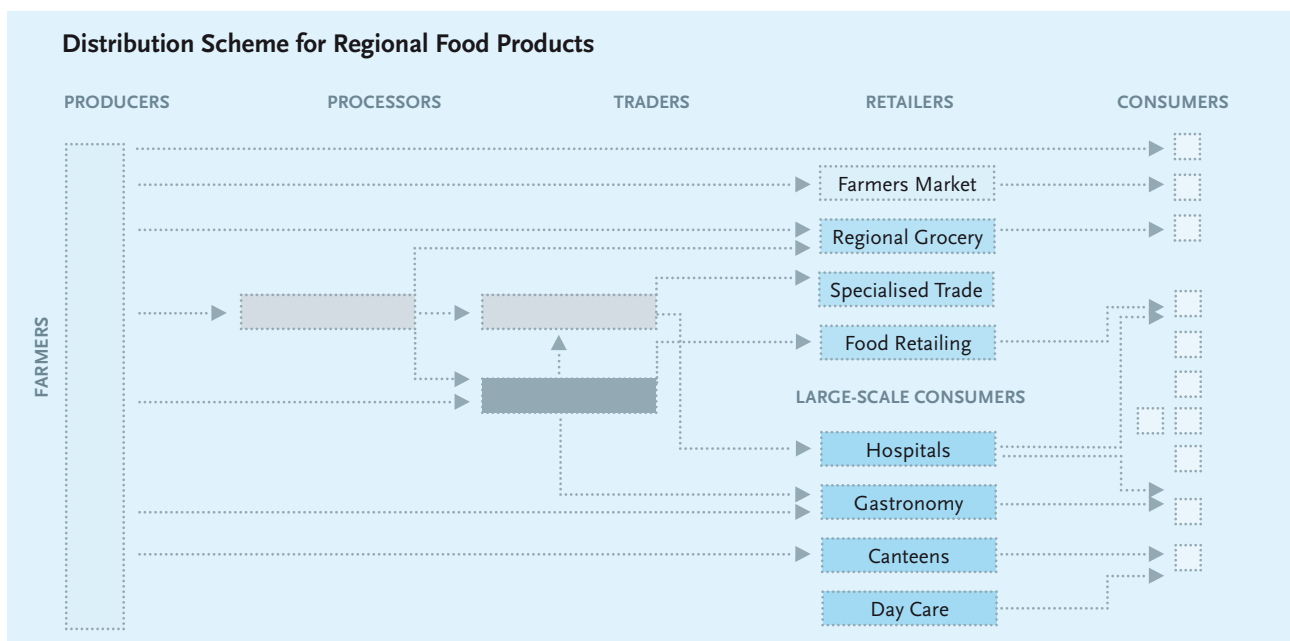 Distribution Scheme for Regional Food Products
PRODUCERS
PROCESSORS
TRADERS
RETAILERS
CONSUMERS
FARMERS
Farmers Market
Regional Grocery
Specialised Trade
Food Retailing
LARGE-SCALE CONSUMERS
Hospitals
Gastronomy
Canteens
Day Care